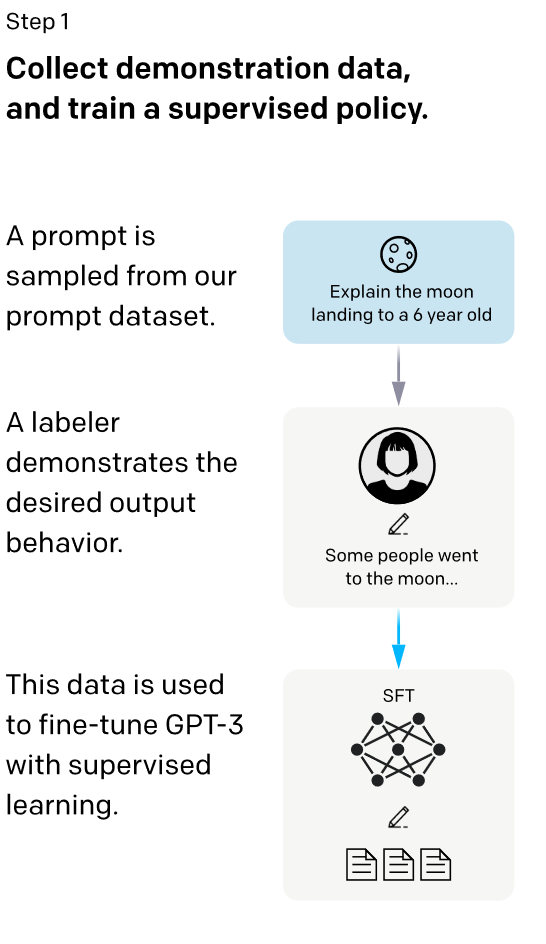 Step 1
Collect demonstration data,
and train a supervised policy.
A prompt is
sampled from our
prompt dataset.
Explain the moon
landing to a 6 year old
A labeler
demonstrates the
desired output
behavior.
Some people went
to the moon...
This data is used
to fine-tune GPT-3
with supervised
learning.
SFT